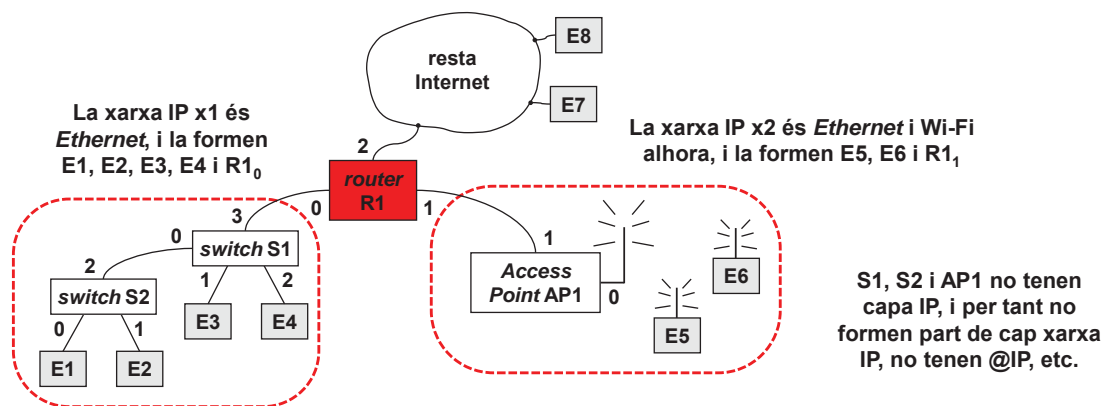 E8
resta
Internet
E7
La xarxa IP x1 és
Ethernet, i la formen
E1, E2, E3, E4 i R1₀
La xarxa IP x2 és Ethernet i Wi-Fi
alhora, i la formen E5, E6 i R1₁
2
router
R1
0
1
3
0
switch S1
1
2
2
switch S2
0
1
E3
E4
E1
E2
1
Access
Point AP1
0
E6
E5
S1, S2 i AP1 no tenen
capa IP, i per tant no
formen part de cap xarxa
IP, no tenen @IP, etc.